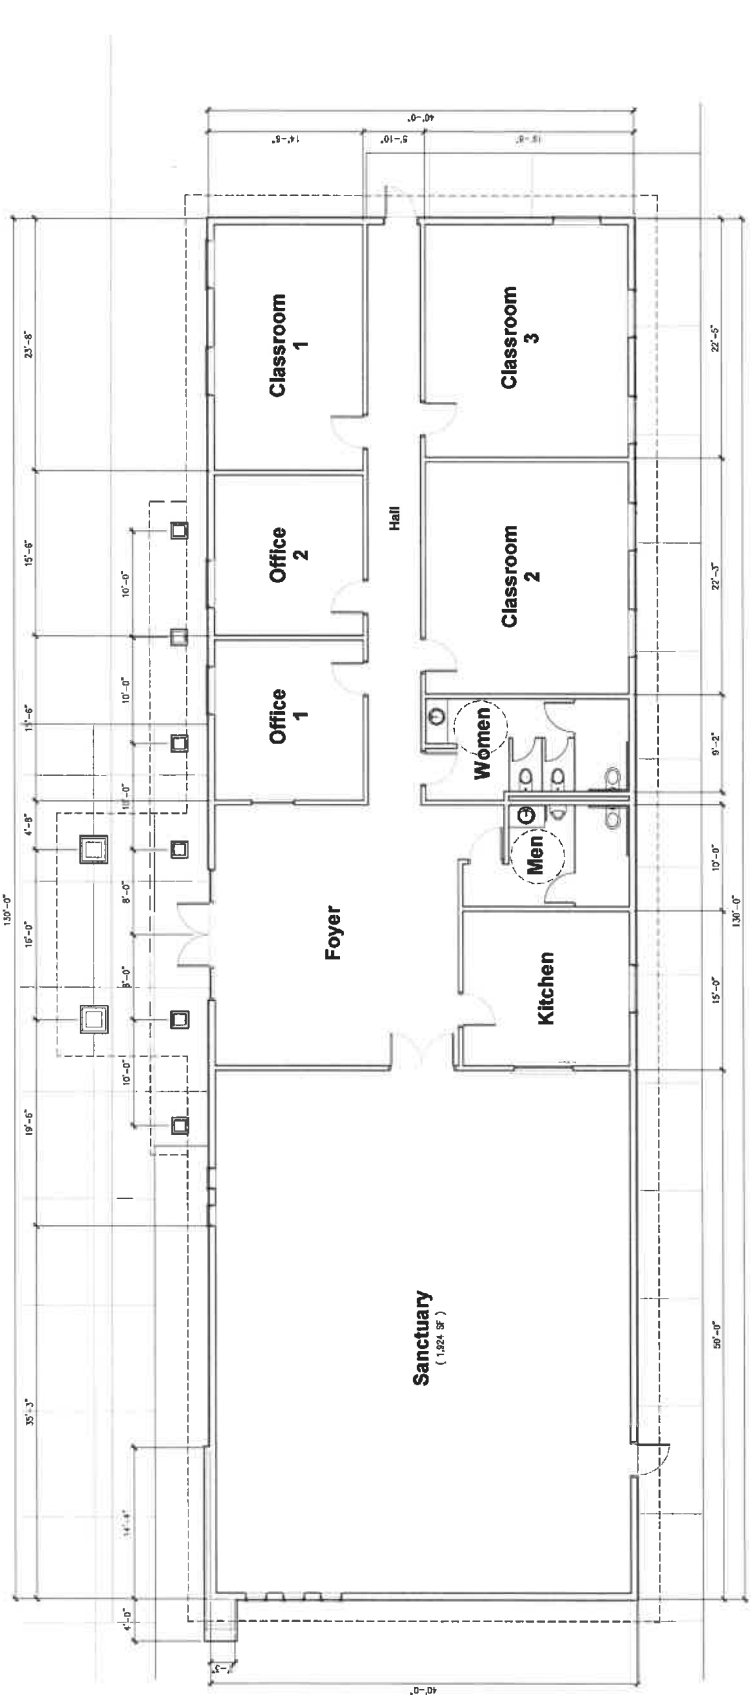 40'-0"
14'-6"
5'-10"
23'-8"
15'-6"
15'-6"
4'-8"
16'-0"
19'-6"
35'-3"
10'-0"
10'-0"
10'-0"
8'-0"
8'-0"
10'-0"
14'-4"
4'-0"
Classroom
1
Classroom
3
Office
2
Hall
Classroom
2
Office
1
Women
Men
Foyer
Kitchen
Sanctuary
( 1,924 SF )
22'-5"
22'-3"
9'-2"
10'-0"
15'-0"
50'-0"
130'-0"
130'-0"
40'-0"